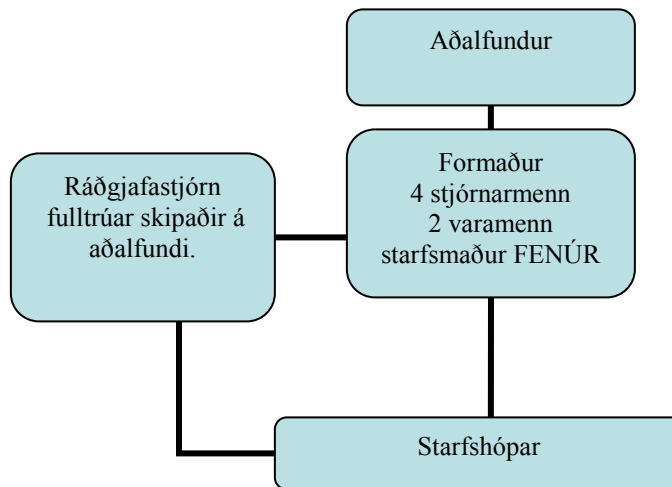 Aðalfundur
Ráðgjafastjórn
fulltrúar skipaðir á
aðalfundi.
Formaður
4 stjórnarmenn
2 varamenn
starfsmaður FENÚR
Starfshópar